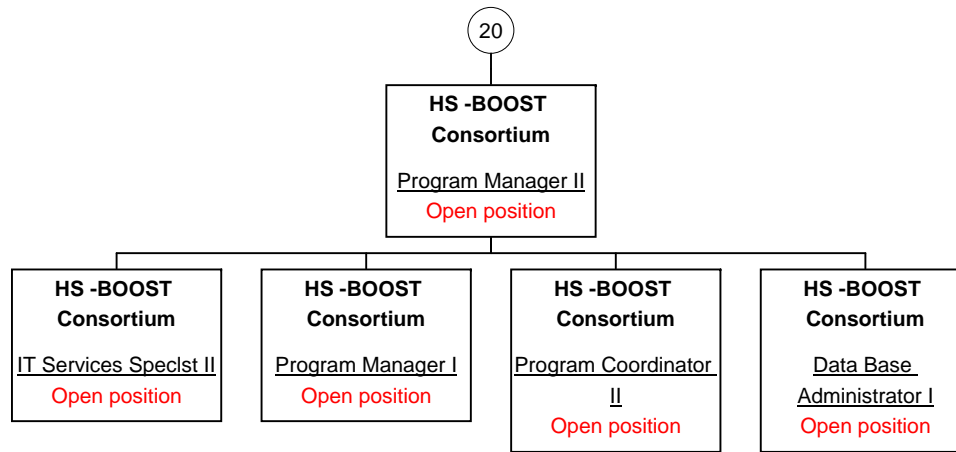 20
HS -BOOST
Consortium
Program Manager II
Open position
HS -BOOST
Consortium
IT Services Speclst II
Open position
HS -BOOST
Consortium
Program Manager I
Open position
HS -BOOST
Consortium
Program Coordinator
II
Open position
HS -BOOST
Consortium
Data Base
Administrator I
Open position